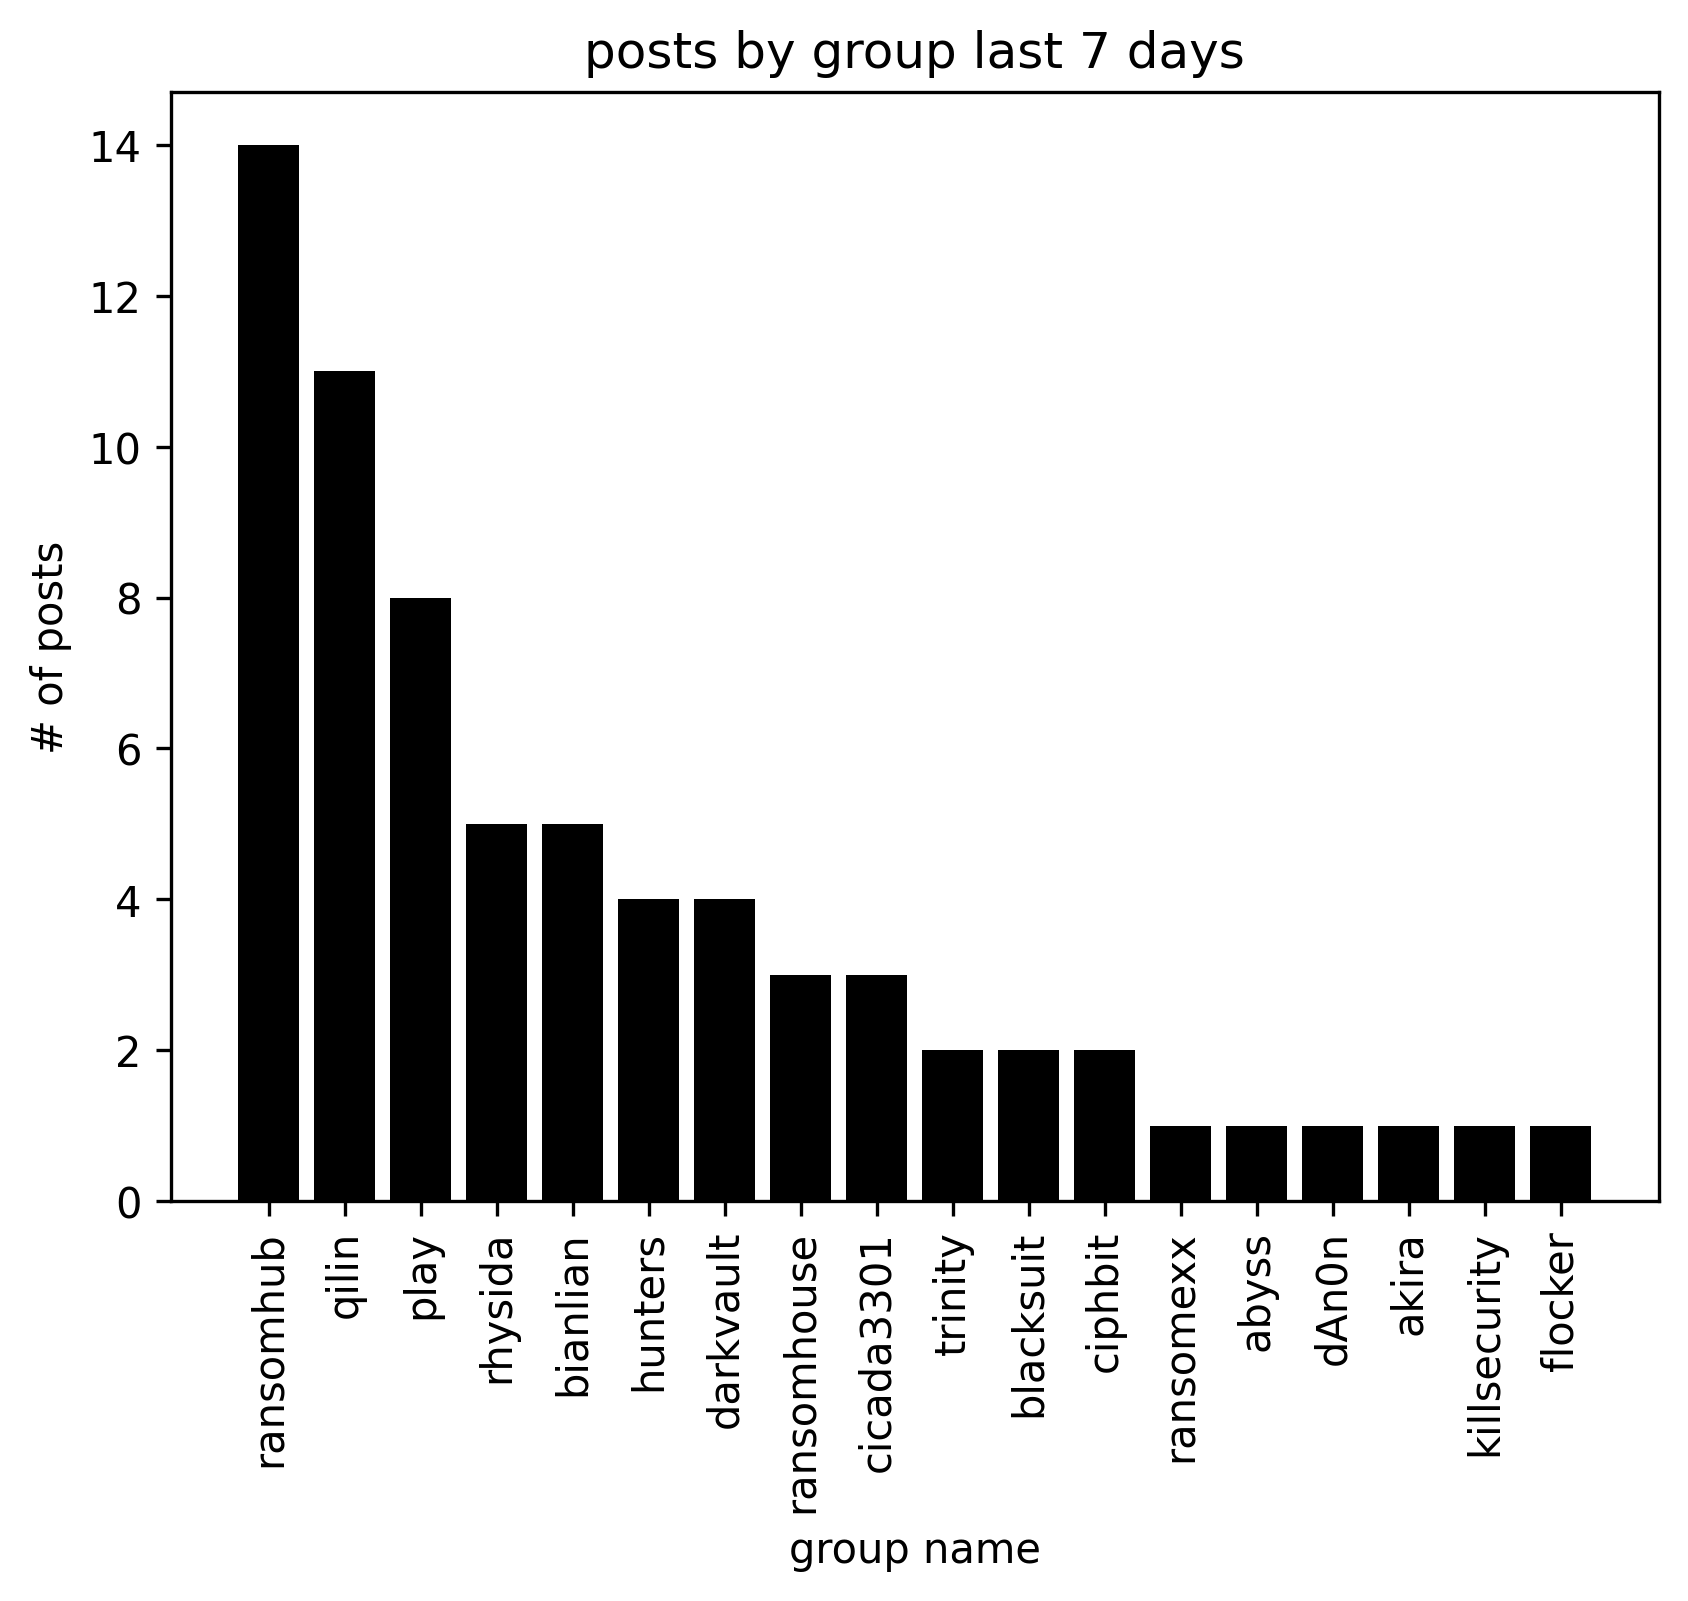 posts by group last 7 days
14
12
10
8
6
4
2
0
# of posts
ransomhub
qilin
play
rhysida
bianlian
hunters
darkvault
ransomhouse
cicada3301
trinity
blacksuit
ciphbit
ransomexx
abyss
dAn0n
akira
killsecurity
flocker
group name